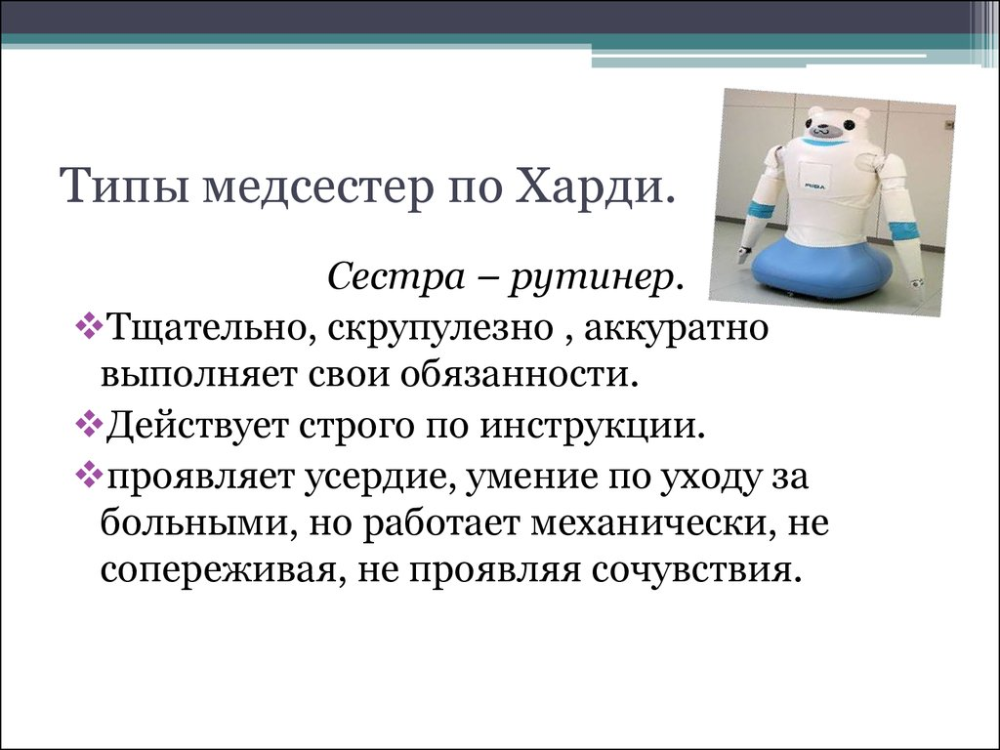 Типы медсестер по Харди.
RIBA
Сестра – рутинер.
❖Тщательно, скрупулезно , аккуратно
выполняет свои обязанности.
❖Действует строго по инструкции.
❖проявляет усердие, умение по уходу за
больными, но работает механически, не
сопереживая, не проявляя сочувствия.